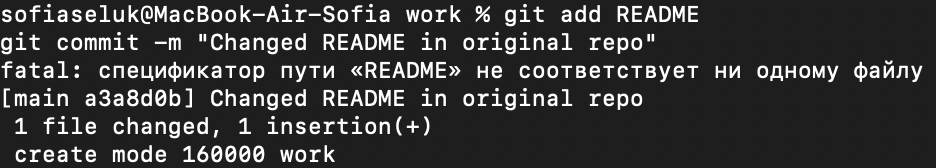 sofiaseluk@MacBook-Air-Sofia work % git add README
git commit -m "Changed README in original repo"
fatal: спецификатор пути «README» не соответствует ни одному файлу
[main a3a8d0b] Changed README in original repo
 1 file changed, 1 insertion(+)
 create mode 160000 work